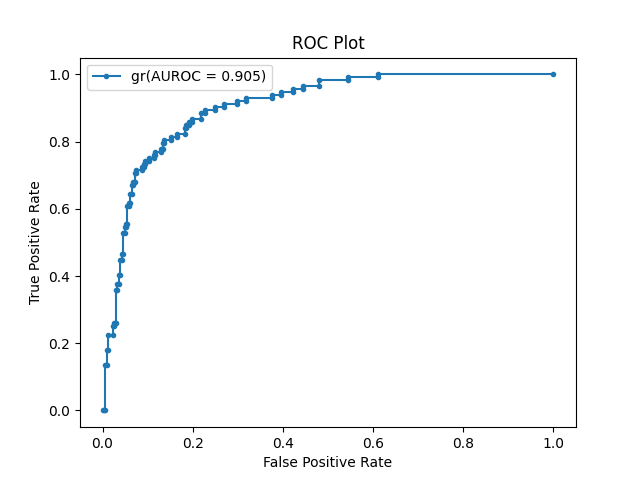 ROC Plot
gr(AUROC = 0.905)
1.0
0.8
0.6
0.4
0.2
0.0
True Positive Rate
0.0 0.2 0.4 0.6 0.8 1.0
False Positive Rate